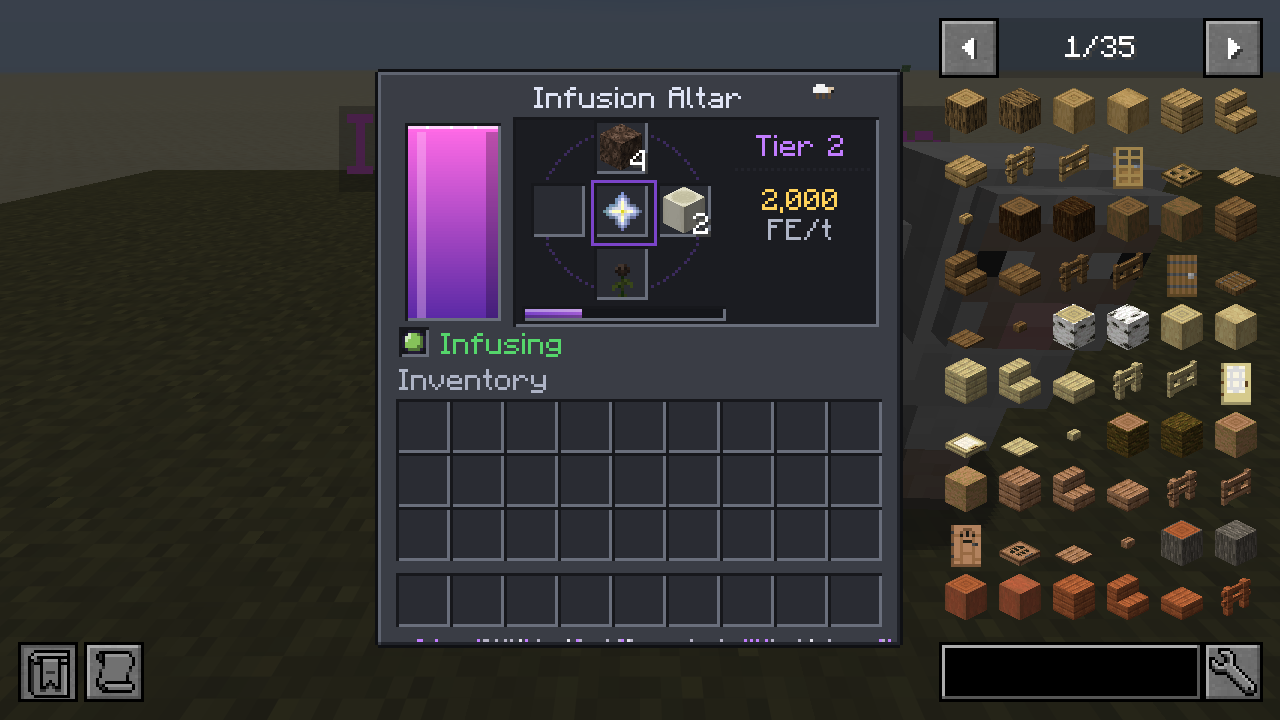 1/35
Infusion Altar
4
Tier 2
2,000
FE/t
2
Infusing
Inventory